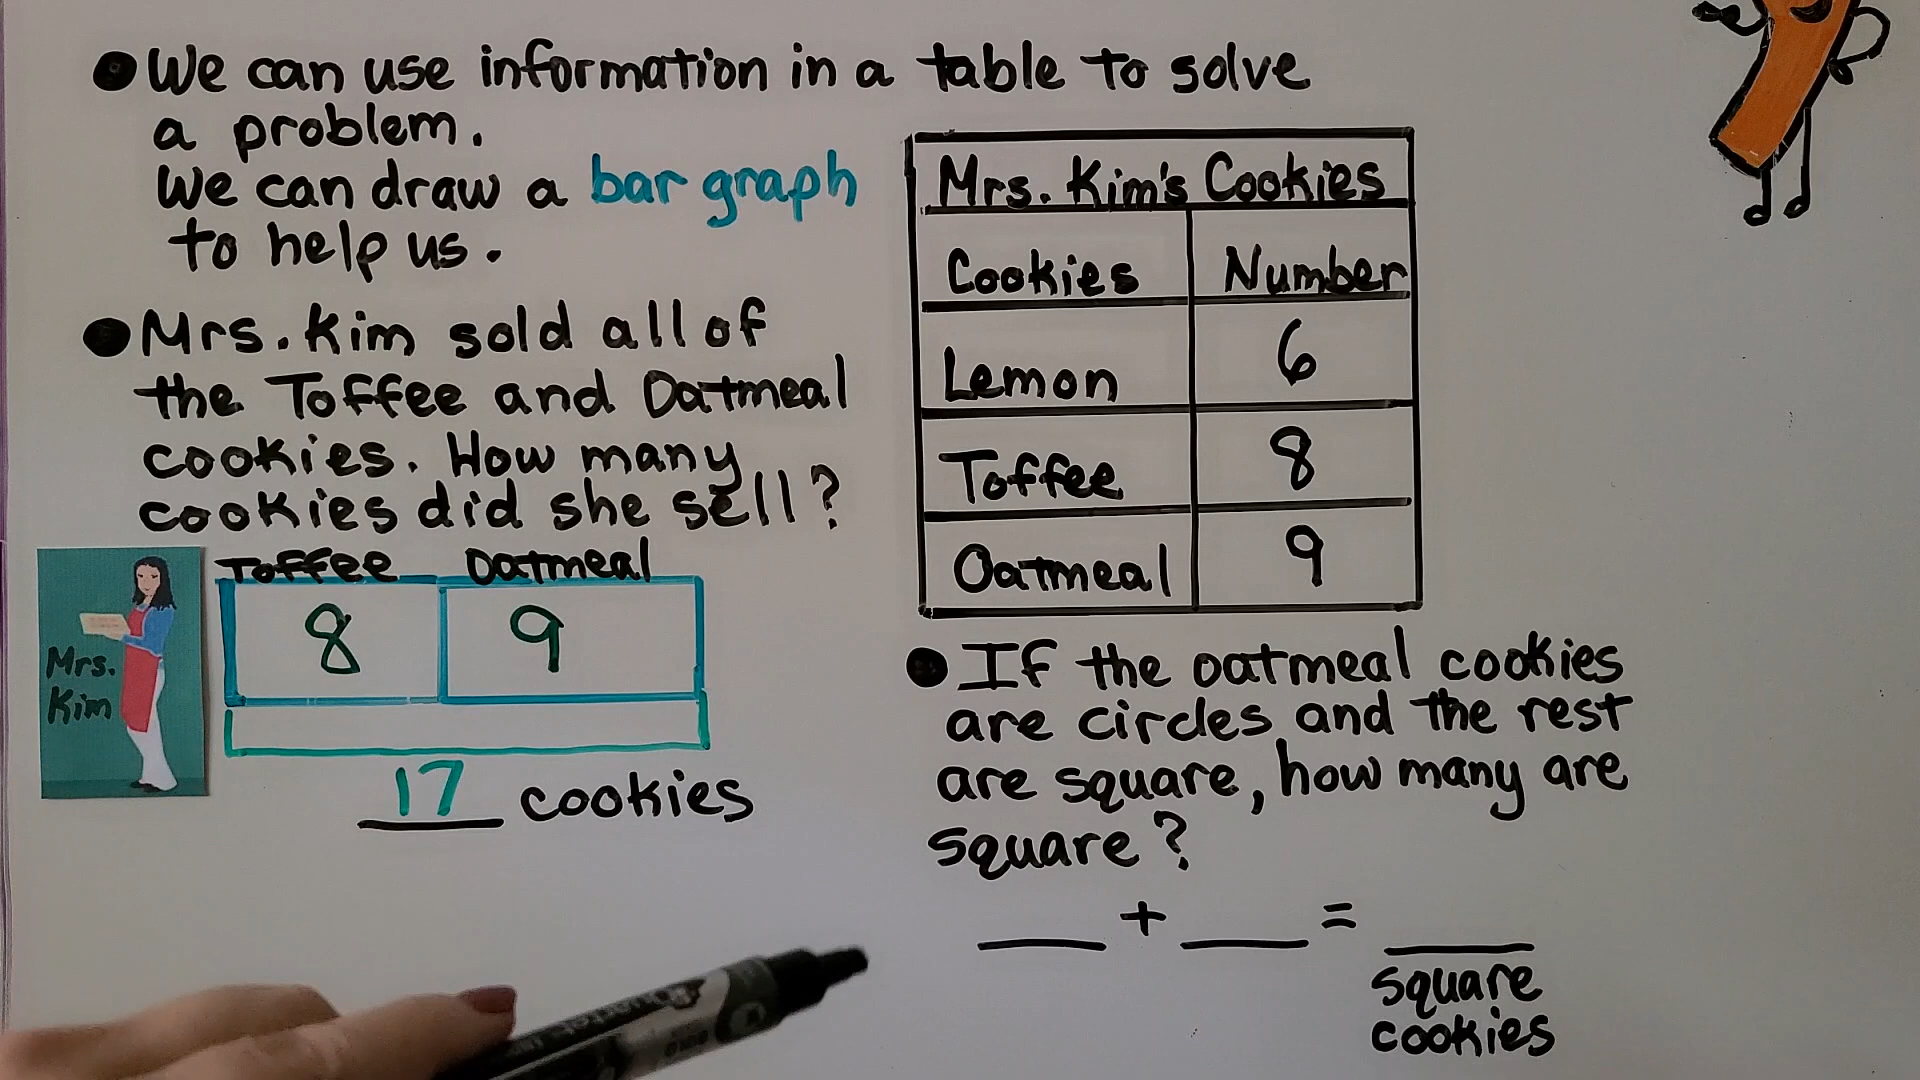 We can use information in a table to solve
a problem.
We can draw a bar graph
to help us.
Mrs. Kim sold all of
the Toffee and Oatmeal
cookies. How many
cookies did she sell?
Toffee Oatmeal
8 9
17 cookies
Mrs.
Kim
Mrs. Kim's Cookies
Cookies Number
Lemon 6
Toffee 8
Oatmeal 9
If the oatmeal cookies
are circles and the rest
are square, how many are
square?
+ =
square
cookies